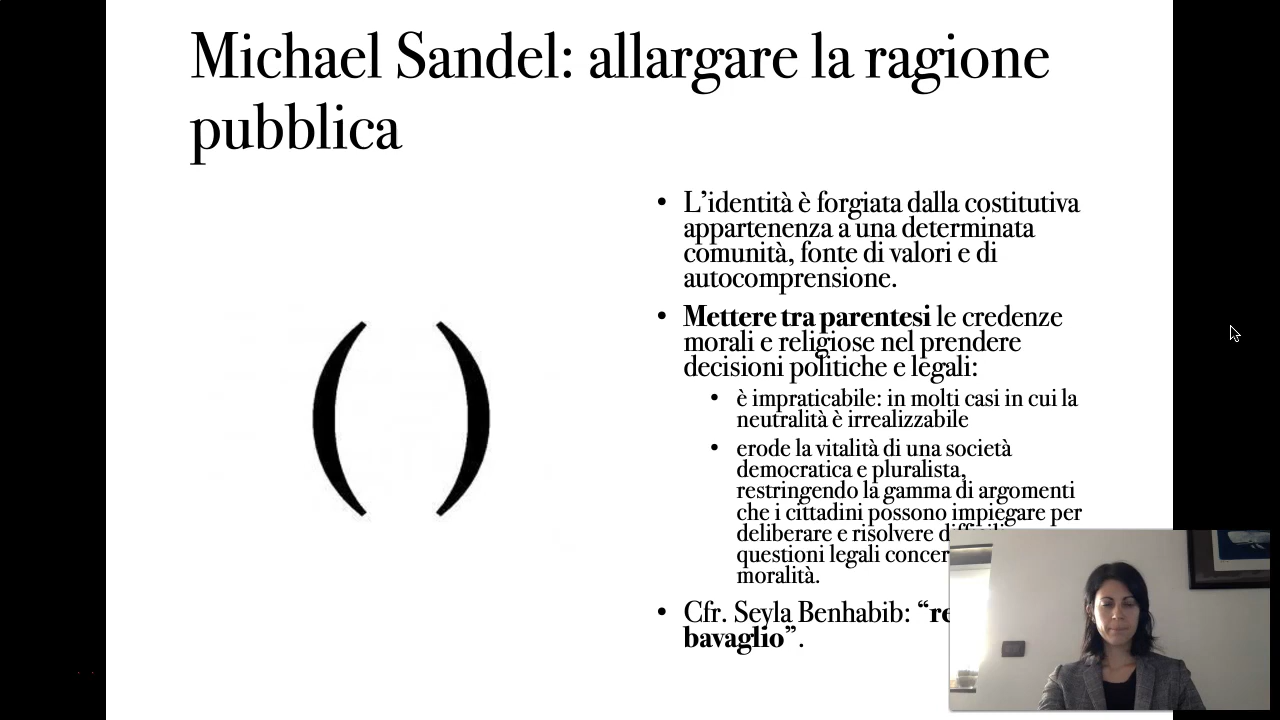 Michael Sandel: allargare la ragione
pubblica
( )
• L’identità è forgiata dalla costitutiva
appartenenza a una determinata
comunità, fonte di valori e di
autocomprensione.
• Mettere tra parentesi le credenze
morali e religiose nel prendere
decisioni politiche e legali:
• è impraticabile: in molti casi in cui la
neutralità è irrealizzabile
• erode la vitalità di una società
democratica e pluralista,
restringendo la gamma di argomenti
che i cittadini possono impiegare per
deliberare e risolvere
questioni legali
moralità.
• Cfr. Seyla Benhabib:
bavaglio”.